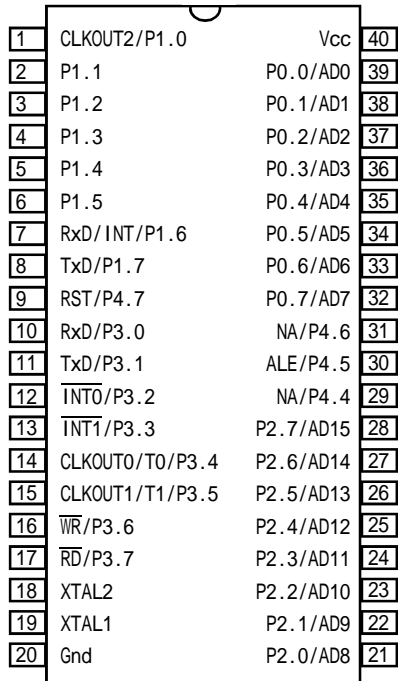 1 CLKOUT2/P1.0 Vcc 40
2 P1.1 P0.0/AD0 39
3 P1.2 P0.1/AD1 38
4 P1.3 P0.2/AD2 37
5 P1.4 P0.3/AD3 36
6 P1.5 P0.4/AD4 35
7 RxD/INT/P1.6 P0.5/AD5 34
8 TxD/P1.7 P0.6/AD6 33
9 RST/P4.7 P0.7/AD7 32
10 RxD/P3.0 NA/P4.6 31
11 TxD/P3.1 ALE/P4.5 30
12 INT0/P3.2 NA/P4.4 29
13 INT1/P3.3 P2.7/AD15 28
14 CLKOUT0/T0/P3.4 P2.6/AD14 27
15 CLKOUT1/T1/P3.5 P2.5/AD13 26
16 WR/P3.6 P2.4/AD12 25
17 RD/P3.7 P2.3/AD11 24
18 XTAL2 P2.2/AD10 23
19 XTAL1 P2.1/AD9 22
20 Gnd P2.0/AD8 21